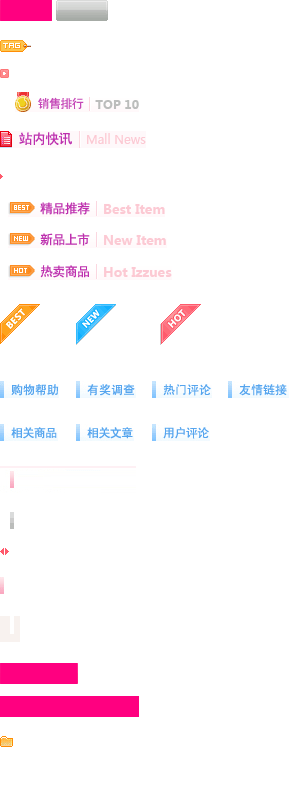 TAG
销售排行 TOP 10
站内快讯 Mall News
BEST 精品推荐 Best Item
NEW 新品上市 New Item
HOT 热卖商品 Hot Izzues
BEST NEW HOT
购物帮助 有奖调查 热门评论 友情链接
相关商品 相关文章 用户评论